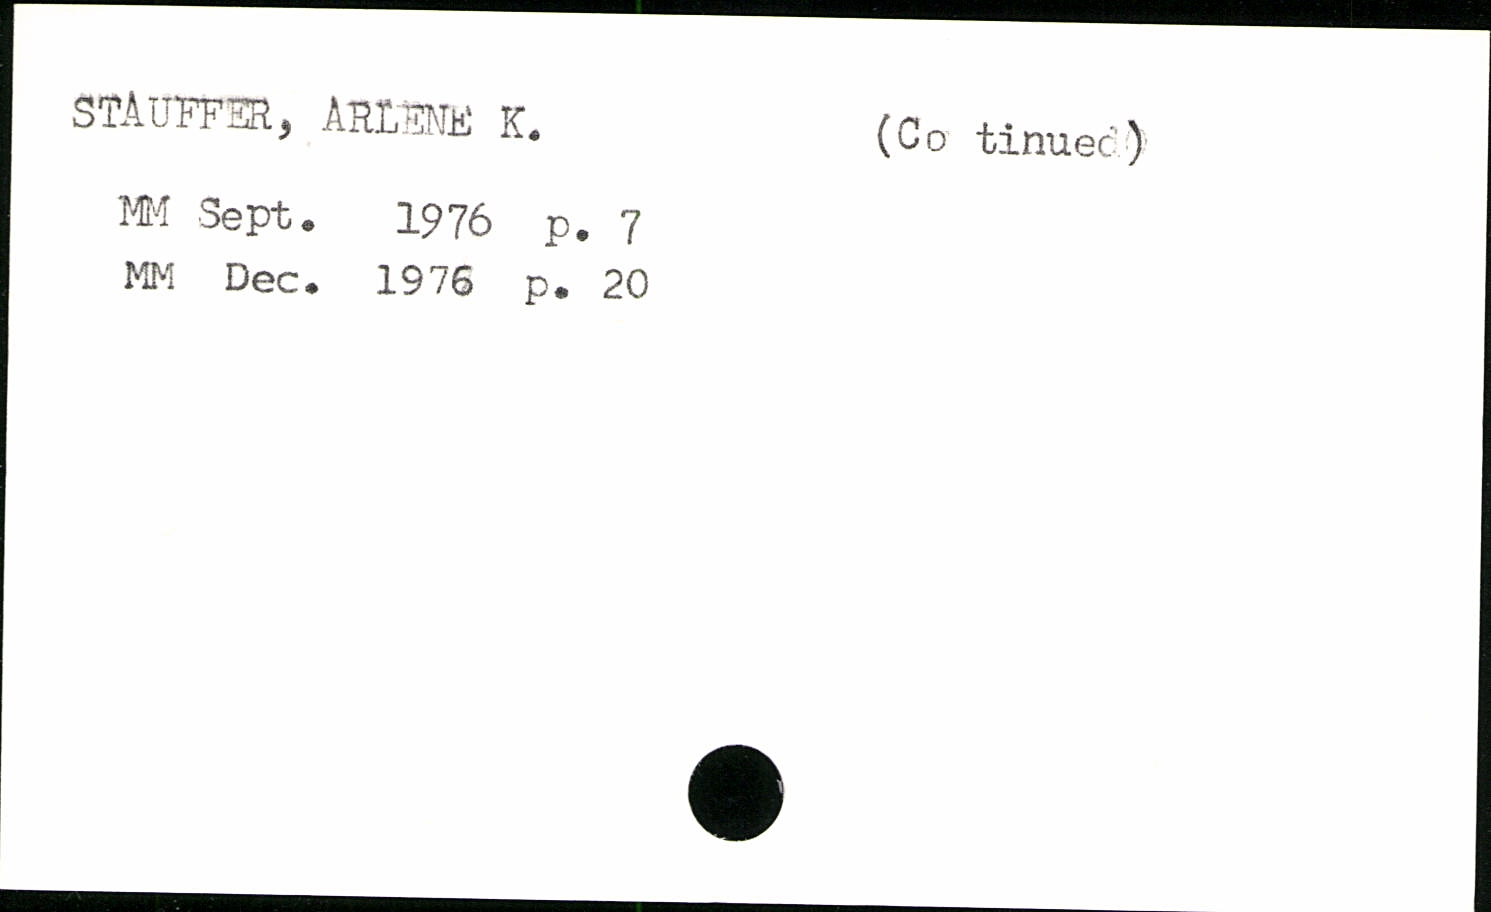 STAUFFER, ARLENE K. (Co tinued)
MM Sept. 1976 p. 7
MM Dec. 1976 p. 20